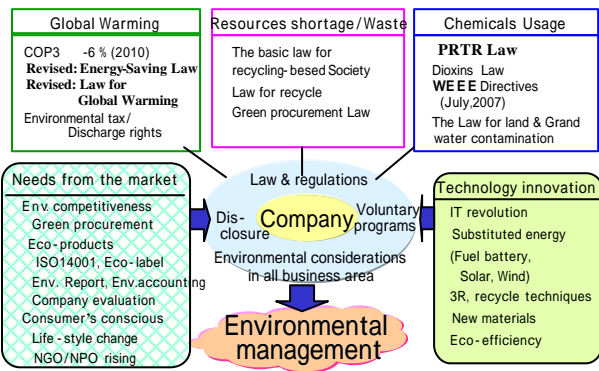 Global Warming
COP3 -6 % (2010)
Revised: Energy-Saving Law
Revised: Law for
Global Warming
Environmental tax/
Discharge rights
Resources shortage/Waste
The basic law for
recycling-besed Society
Law for recycle
Green procurement Law
Chemicals Usage
PRTR Law
Dioxins Law
WEEE Directives
(July,2007)
The Law for land & Grand
water contamination
Needs from the market
Env. competitiveness
Green procurement
Eco-products
ISO14001, Eco-label
Env. Report, Env.accounting
Company evaluation
Consumer's conscious
Life-style change
NGO/NPO rising
Law & regulations
Dis-
closure
Company
Voluntary
programs
Environmental considerations
in all business area
Environmental
management
Technology innovation
IT revolution
Substituted energy
(Fuel battery,
Solar, Wind)
3R, recycle techniques
New materials
Eco-efficiency